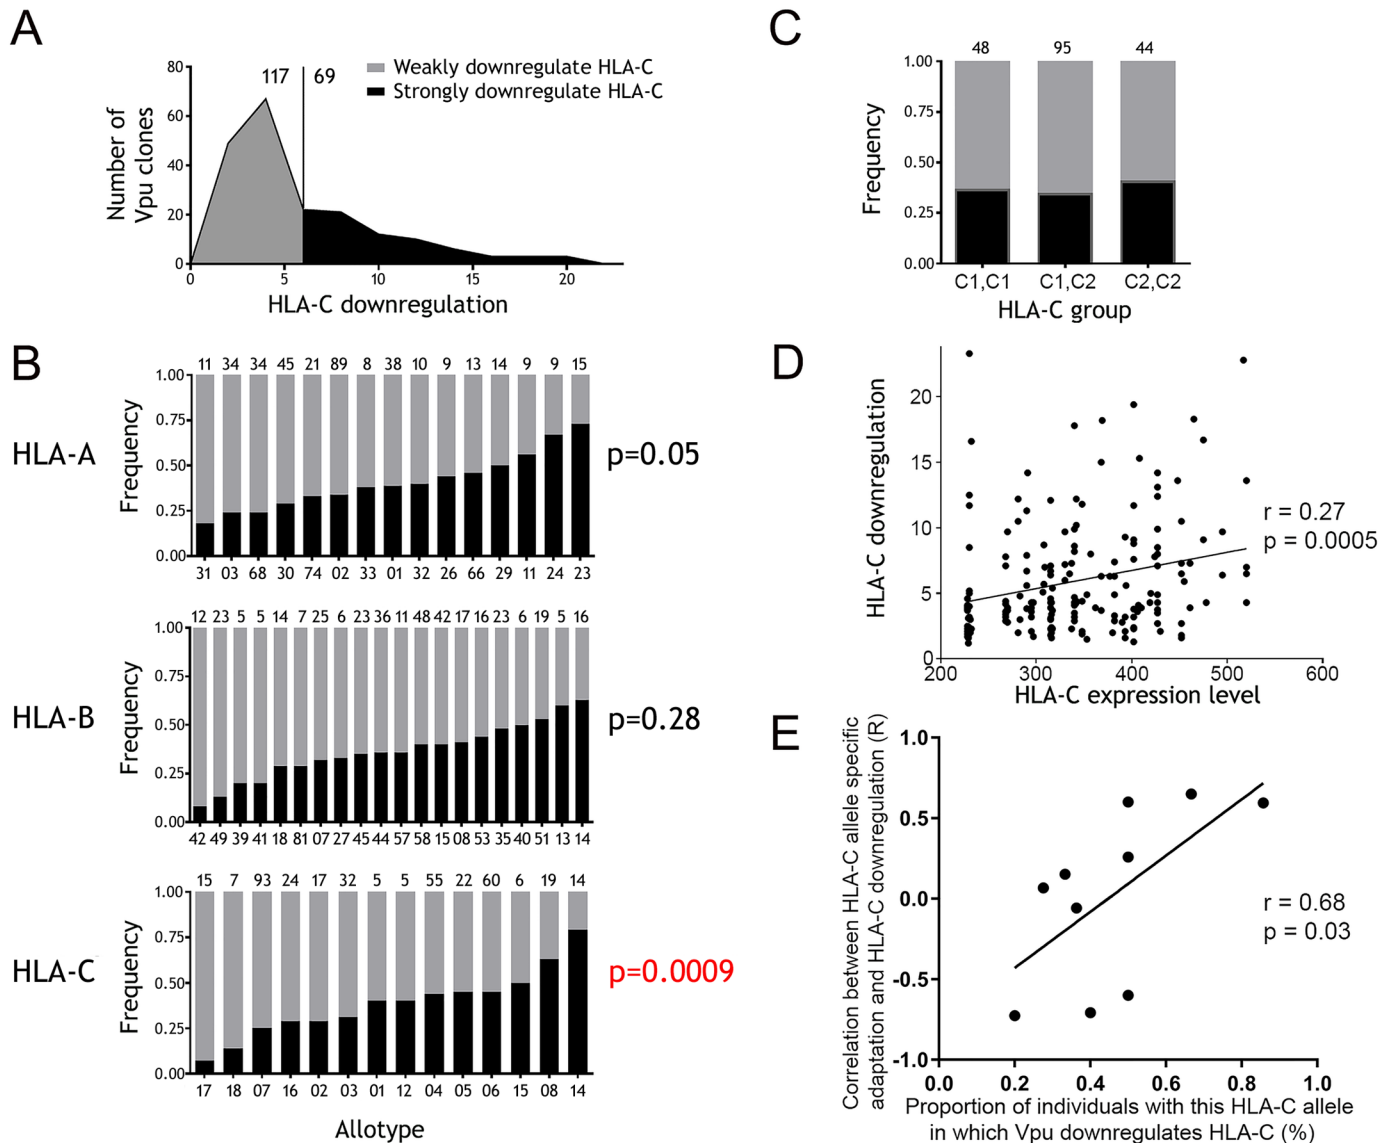 A
Number of
Vpu clones
80
60
40
20
0
117 69
Weakly downregulate HLA-C
Strongly downregulate HLA-C
0 5 10 15 20
HLA-C downregulation
B
HLA-A
Frequency
11 34 34 45 21 89 8 38 10 9 13 14 9 9 15
1.00
0.75
0.50
0.25
0.00
31 03 68 30 74 02 33 01 32 26 66 29 11 24 23
p=0.05
HLA-B
Frequency
12 23 5 5 14 7 25 6 23 36 11 48 42 17 16 23 6 19 5 16
1.00
0.75
0.50
0.25
0.00
42 49 39 41 18 81 07 27 45 44 57 58 15 08 53 35 40 51 13 14
p=0.28
HLA-C
Frequency
15 7 93 24 17 32 5 5 55 22 60 6 19 14
1.00
0.75
0.50
0.25
0.00
17 18 07 16 02 03 01 12 04 05 06 15 08 14
p=0.0009
Allotype
C
Frequency
48 95 44
1.00
0.75
0.50
0.25
0.00
C1,C1 C1,C2 C2,C2
HLA-C group
D
HLA-C downregulation
20
15
10
5
0
200 300 400 500 600
HLA-C expression level
r = 0.27
p = 0.0005
E
Correlation between HLA-C allele specific
adaptation and HLA-C downregulation (R)
1.0
0.5
0.0
-0.5
-1.0
0.0 0.2 0.4 0.6 0.8 1.0
r = 0.68
p = 0.03
Proportion of individuals with this HLA-C allele
in which Vpu downregulates HLA-C (%)